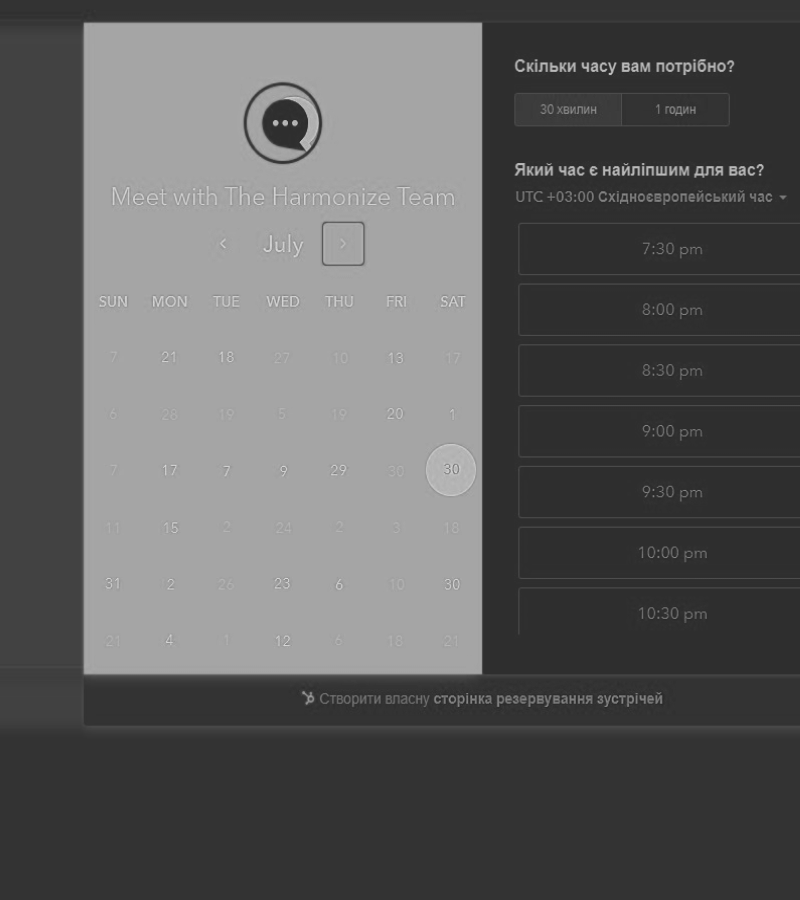 Meet with The Harmonize Team
July
SUN MON TUE WED THU FRI SAT
7 21 18 27 10 13 17
6 28 19 5 19 20 1
7 17 7 9 29 30 30
11 15 2 24 2 3 18
31 2 26 23 6 10 30
21 4 1 12 6 18 21
Скільки часу вам потрібно?
30 хвилин 1 годин
Який час є найліпшим для вас?
UTC +03:00 Східноєвропейський час
7:30 pm
8:00 pm
8:30 pm
9:00 pm
9:30 pm
10:00 pm
10:30 pm
Створити власну сторінка резервування зустрічей